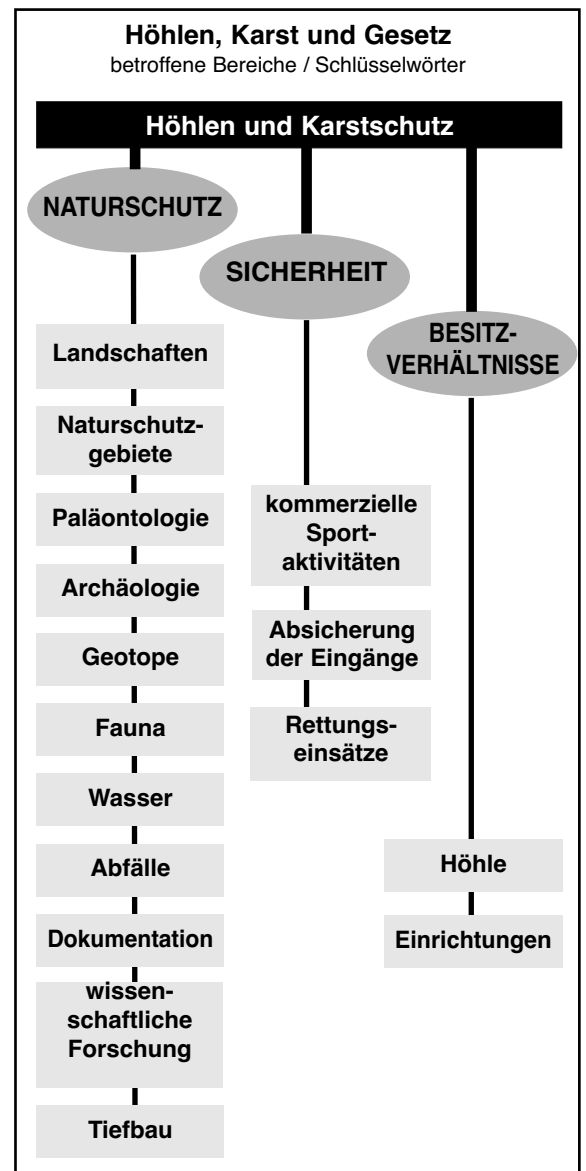 Höhlen, Karst und Gesetz
betroffene Bereiche / Schlüsselwörter
Höhlen und Karstschutz
NATURSCHUTZ
Landschaften
Naturschutz-
gebiete
Paläontologie
Archäologie
Geotope
Fauna
Wasser
Abfälle
Dokumentation
wissen-
schaftliche
Forschung
Tiefbau
SICHERHEIT
kommerzielle
Sport-
aktivitäten
Absicherung
der Eingänge
Rettungs-
einsätze
BESITZ-
VERHÄLTNISSE
Höhle
Einrichtungen